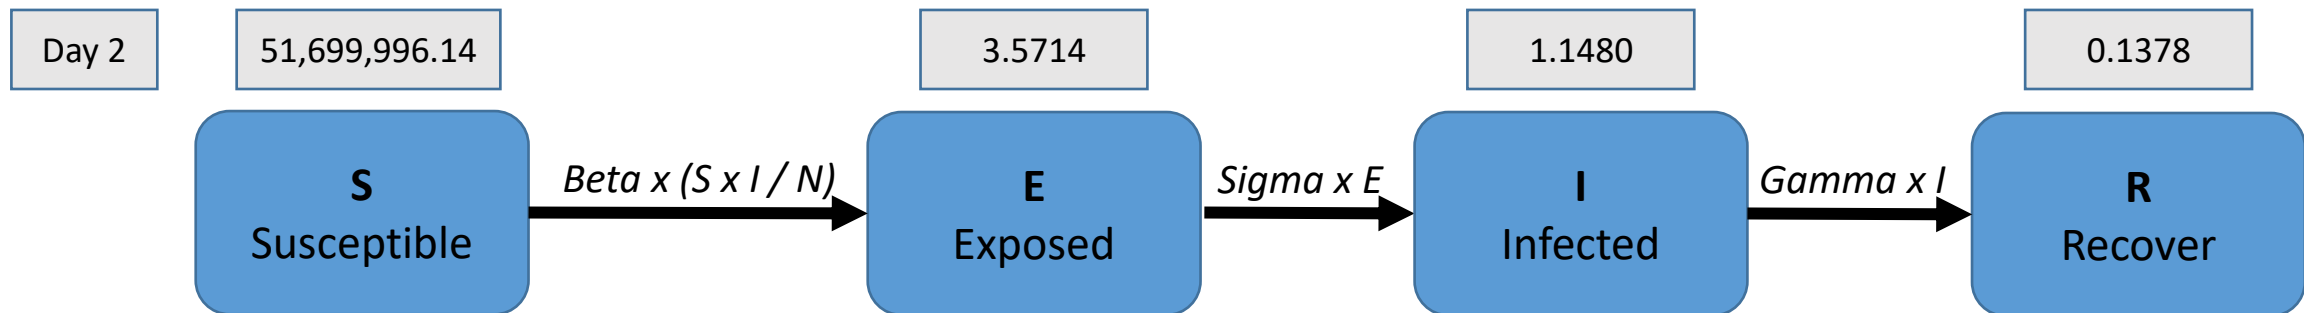 Day 2
51,699,996.14
3.5714
1.1480
0.1378
S
Susceptible
Beta x (S x I / N)
E
Exposed
Sigma x E
I
Infected
Gamma x I
R
Recover